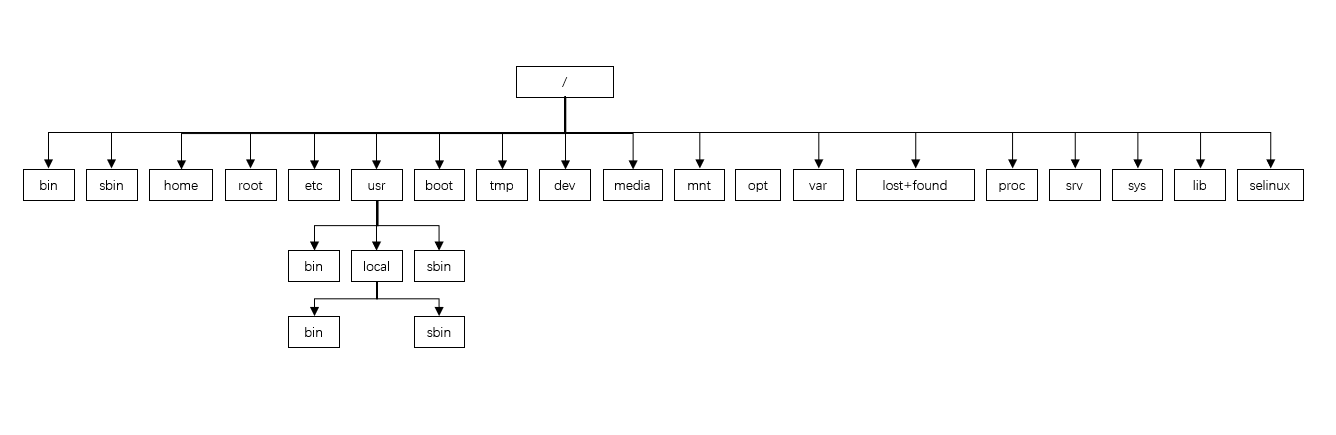 /
bin sbin home root etc usr boot tmp dev media mnt opt var lost+found proc srv sys lib selinux
bin local sbin
bin sbin